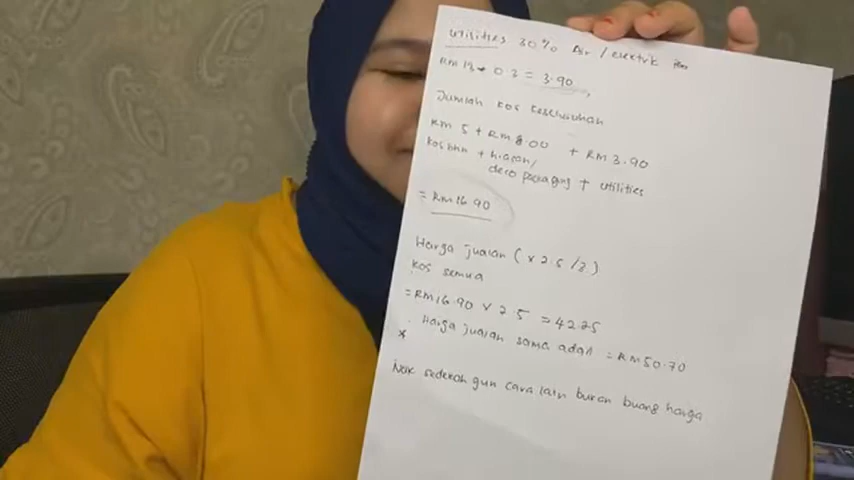 Utilities 30% Air / elektrik
RM 13 × 0.3 = 3.90
Jumlah kos keseluruhan
RM 5 + RM 8.00 + RM 3.90
kos bhn + hiasan/
deco packaging + utilities
= RM 16.90
Harga jualan ( × 2.5 / 3 )
kos semua
= RM 16.90 × 2.5 = 42.25
Harga jualan sama adali = RM 50.70
*
Nak sedekah gun cara lain bukan buang harga